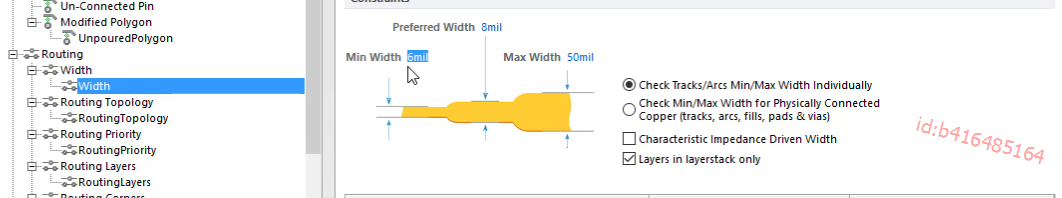 Un-Connected Pin
Modified Polygon
UnpouredPolygon
Routing
Width
Width
Routing Topology
RoutingTopology
Routing Priority
RoutingPriority
Routing Layers
RoutingLayers
Routing Corners
Constraints
Preferred Width 8mil
Min Width 6mil
Max Width 50mil
Check Tracks/Arcs Min/Max Width Individually
Check Min/Max Width for Physically Connected
Copper (tracks, arcs, fills, pads & vias)
Characteristic Impedance Driven Width
Layers in layerstack only
id:b416485164